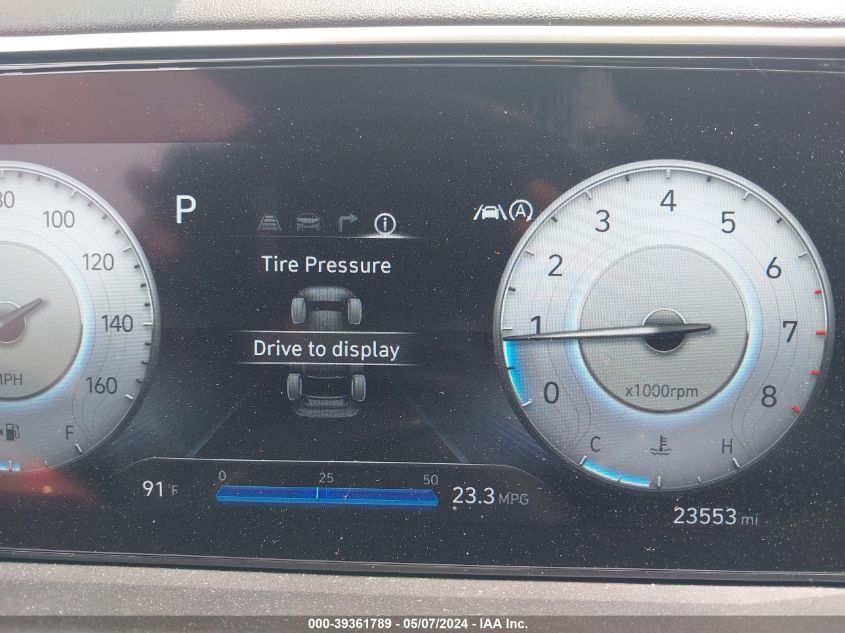 80
100
120
140
160
MPH
F
P
Tire Pressure
Drive to display
A
0
1
2
3
4
5
6
7
8
x1000rpm
C
H
91°F
0 25 50
23.3 MPG
23553 mi
000-39361789 - 05/07/2024 - IAA Inc.